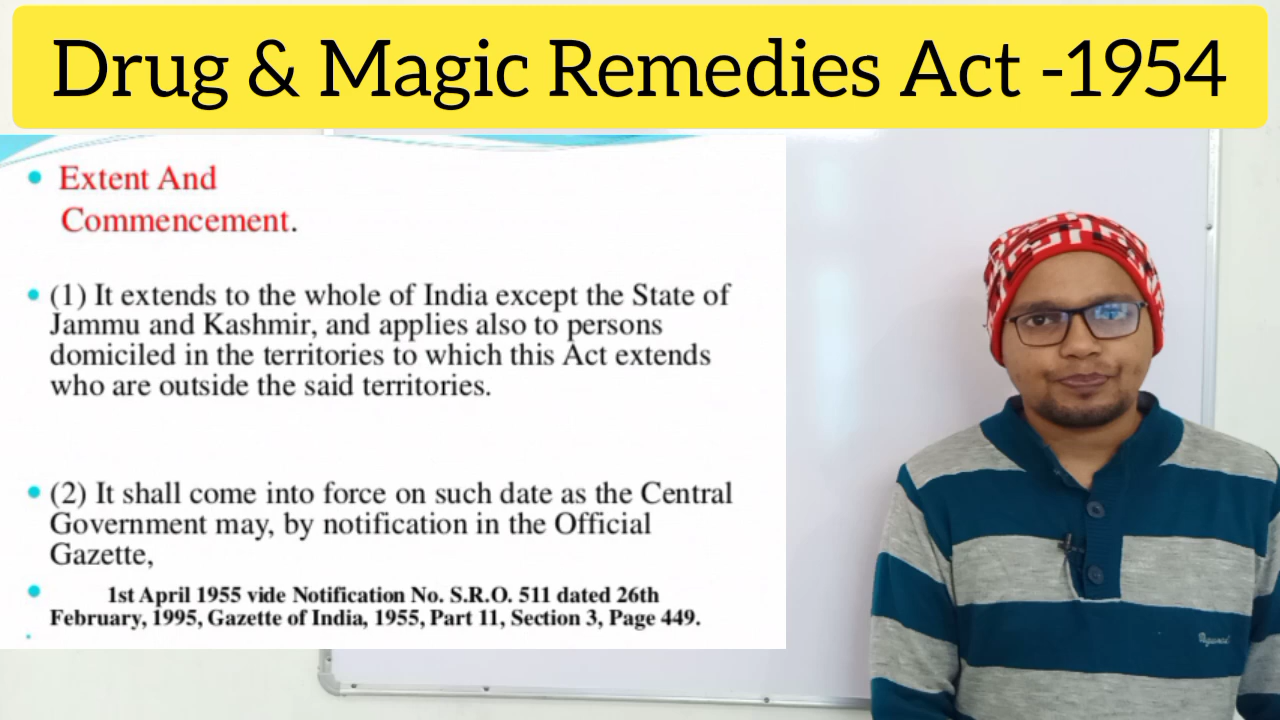 Drug & Magic Remedies Act -1954
Extent And
Commencement.
(1) It extends to the whole of India except the State of
Jammu and Kashmir, and applies also to persons
domiciled in the territories to which this Act extends
who are outside the said territories.
(2) It shall come into force on such date as the Central
Government may, by notification in the Official
Gazette,
1st April 1955 vide Notification No. S.R.O. 511 dated 26th
February, 1995, Gazette of India, 1955, Part 11, Section 3, Page 449.